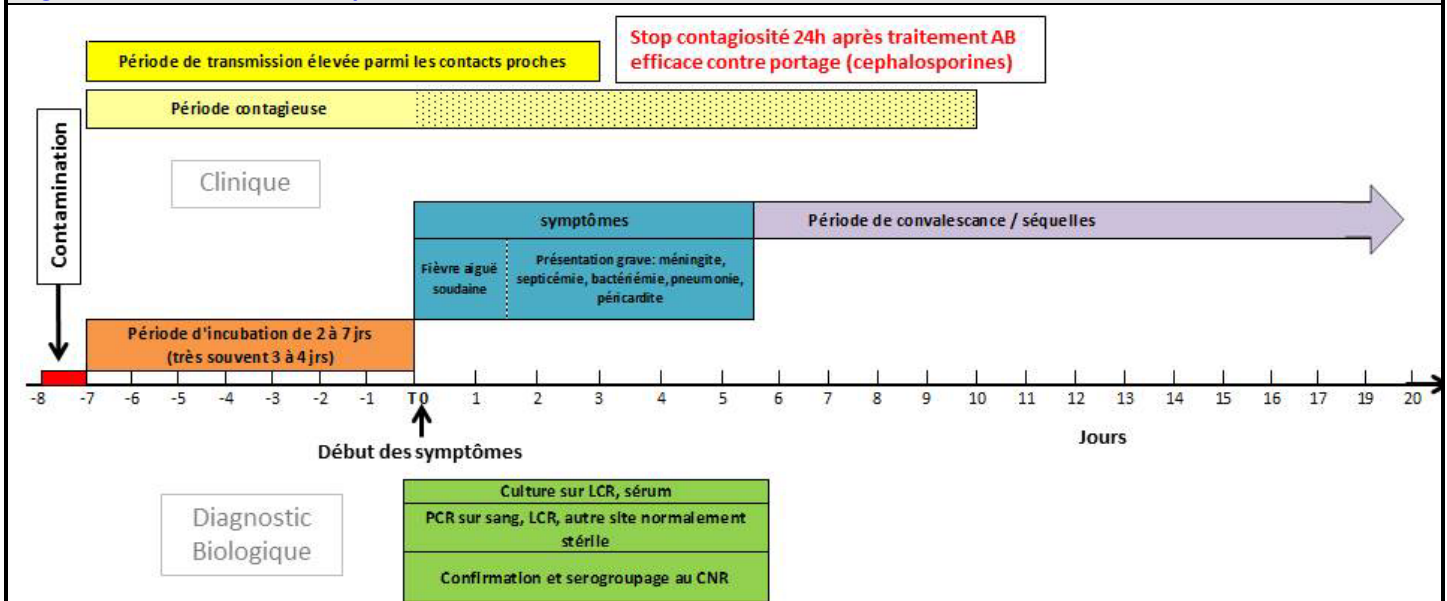 Période de transmission élevée parmi les contacts proches
Stop contagiosité 24h après traitement AB
efficace contre portage (cephalosporines)
Période contagieuse
Contamination
Clinique
symptômes
Période de convalescance / séquelles
Fièvre aiguë
soudaine
Présentation grave: méningite,
septicémie, bactériémie, pneumonie,
péricardite
Période d'incubation de 2 à 7 jrs
(très souvent 3 à 4 jrs)
-8 -7 -6 -5 -4 -3 -2 -1 T0 1 2 3 4 5 6 7 8 9 10 11 12 13 14 15 16 17 19 20
Jours
Début des symptômes
Diagnostic
Biologique
Culture sur LCR, sérum
PCR sur sang, LCR, autre site normalement
stérile
Confirmation et serogroupage au CNR